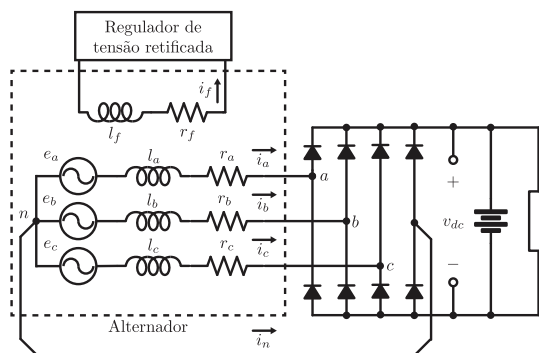 Regulador de
tensão retificada
i_f
l_f
r_f
e_a
l_a
r_a
i_a
a
e_b
l_b
r_b
i_b
n
b
e_c
l_c
r_c
i_c
c
+
v_dc
−
Alternador
i_n